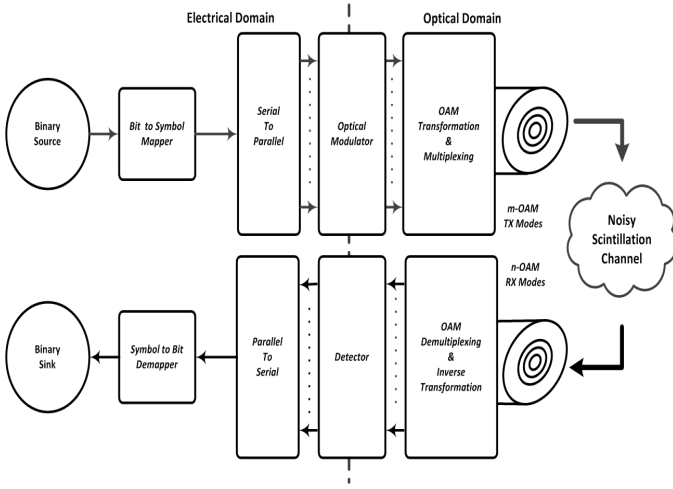 Electrical Domain
Optical Domain
Binary
Source
Bit to Symbol
Mapper
Serial
To
Parallel
Optical
Modulator
OAM
Transformation
&
Multiplexing
m-OAM
TX Modes
Noisy
Scintillation
Channel
n-OAM
RX Modes
Binary
Sink
Symbol to Bit
Demapper
Parallel
To
Serial
Detector
OAM
Demultiplexing
&
Inverse
Transformation